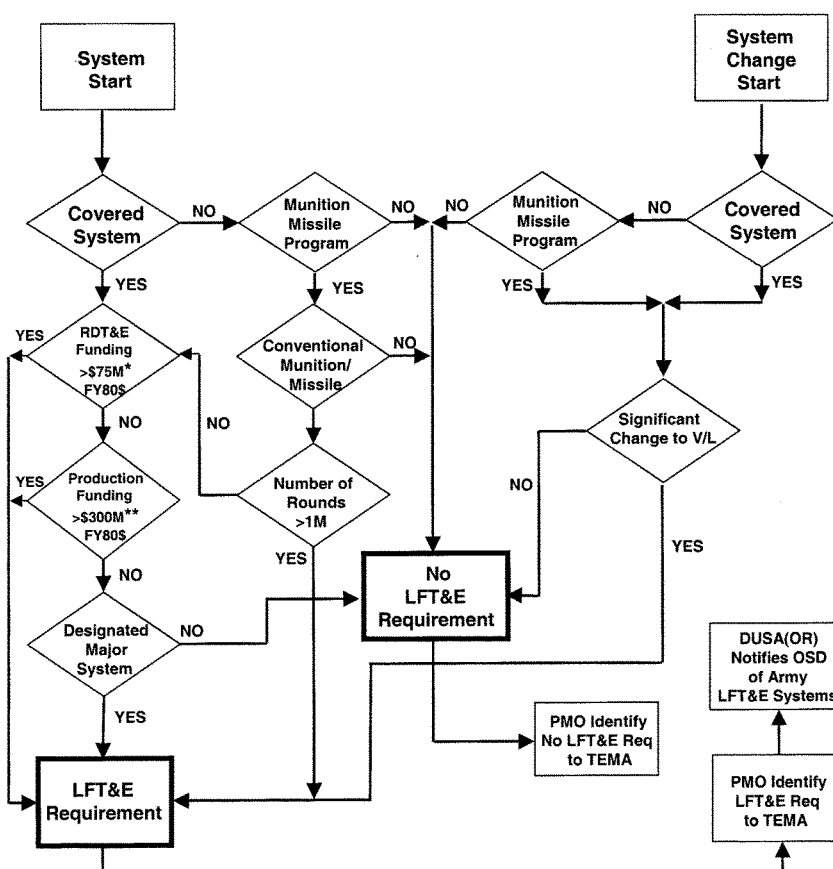 System
Start
System
Change
Start
Covered
System
NO
Munition
Missile
Program
NO
NO
Munition
Missile
Program
NO
Covered
System
YES
YES
YES
YES
YES
RDT&E
Funding
>$75M*
FY80$
Conventional
Munition/
Missile
NO
NO
NO
Significant
Change to V/L
NO
YES
Production
Funding
>$300M**
FY80$
Number of
Rounds
>1M
YES
YES
NO
No
LFT&E
Requirement
Designated
Major
System
NO
YES
DUSA(OR)
Notifies OSD
of Army
LFT&E Systems
PMO Identify
No LFT&E Req
to TEMA
LFT&E
Requirement
PMO Identify
LFT&E Req
to TEMA